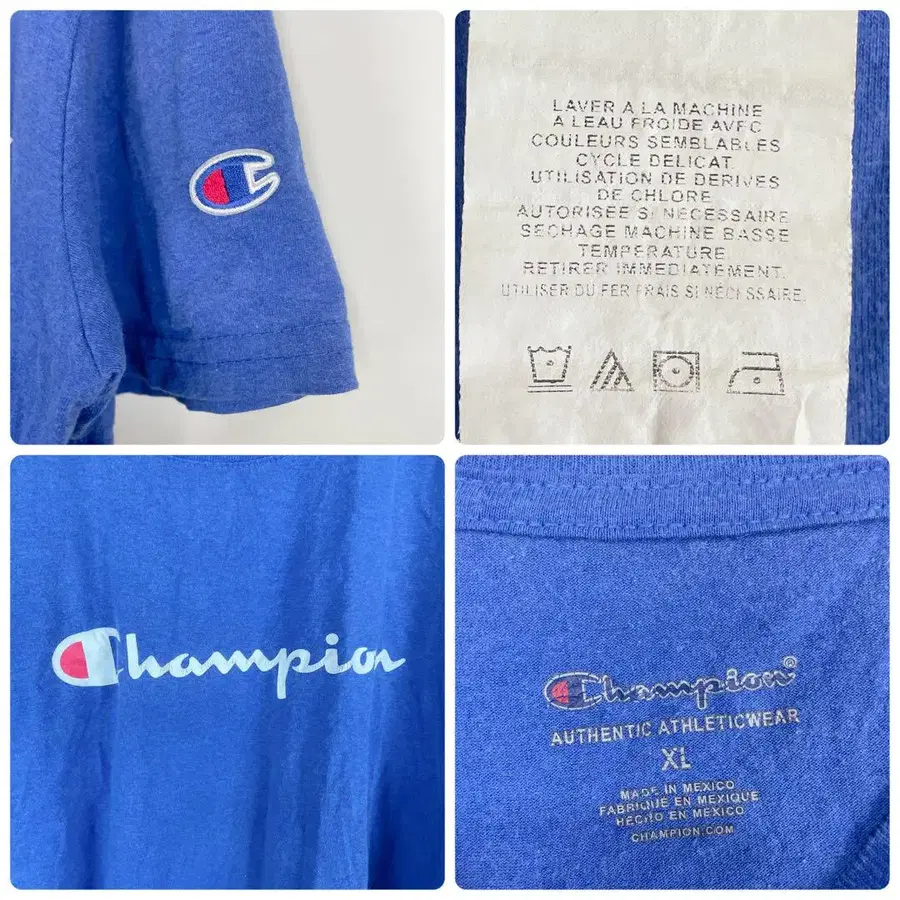 LAVER A LA MACHINE
A LEAU FROIDE AVEC
COULEURS SEMBLABLES
CYCLE DELICAT.
UTILISATION DE DERIVES
DE CHLORE
AUTORISEE SI NECESSAIRE
SECHAGE MACHINE BASSE
TEMPERATURE.
RETIRER IMMEDIATEMENT.
UTILISER DU FER FRAIS SI NÉCESSAIRE.
Champion
Champion®
AUTHENTIC ATHLETICWEAR
XL
MADE IN MEXICO
FABRIQUE EN MEXIQUE
HECHO EN MEXICO
CHAMPION.COM